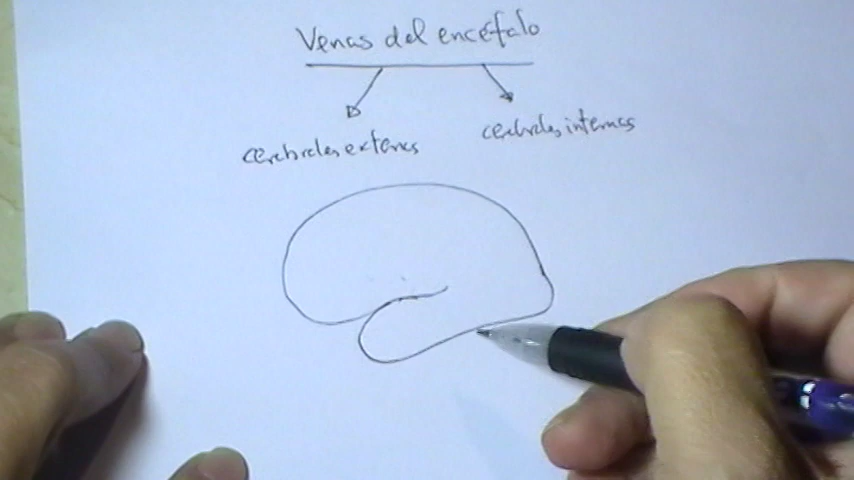 Venas del encéfalo
cerebrales externas
cerebrales internas